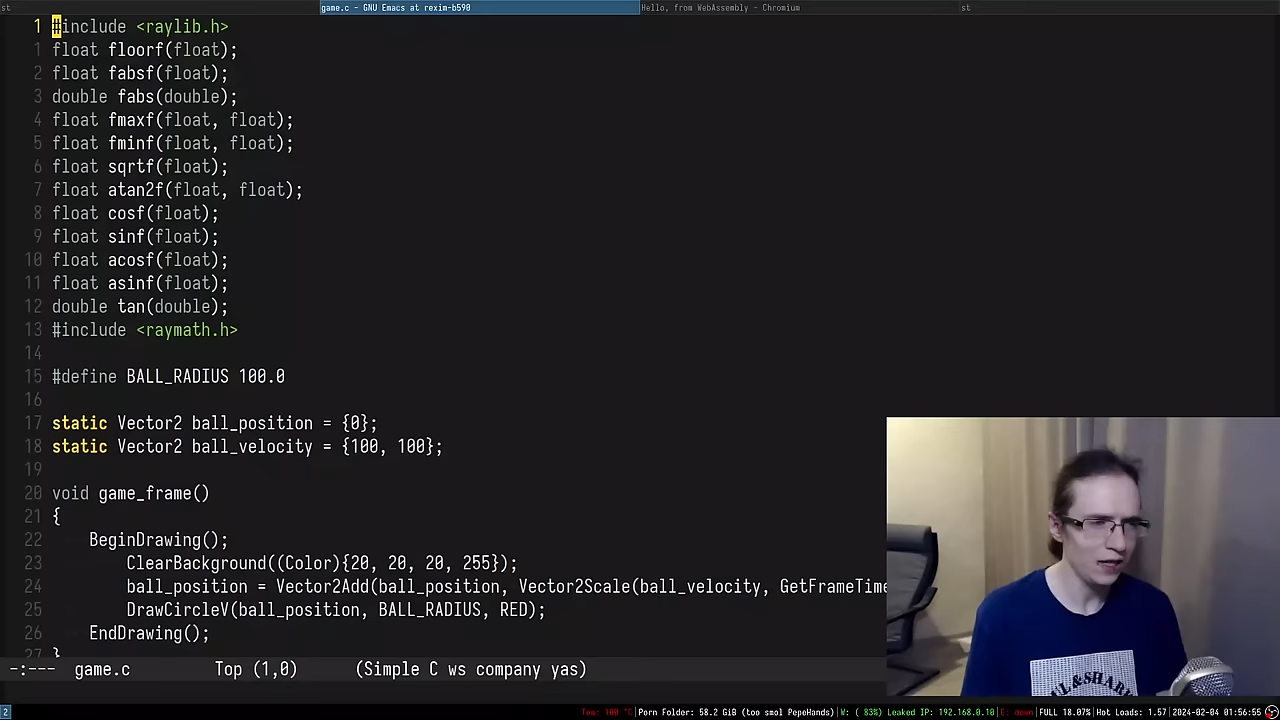 st
game.c - GNU Emacs at rexim-b590
Hello, from WebAssembly - Chromium
st
1 #include <raylib.h>
1 float floorf(float);
2 float fabsf(float);
3 double fabs(double);
4 float fmaxf(float, float);
5 float fminf(float, float);
6 float sqrtf(float);
7 float atan2f(float, float);
8 float cosf(float);
9 float sinf(float);
10 float acosf(float);
11 float asinf(float);
12 double tan(double);
13 #include <raymath.h>
14
15 #define BALL_RADIUS 100.0
16
17 static Vector2 ball_position = {0};
18 static Vector2 ball_velocity = {100, 100};
19
20 void game_frame()
21 {
22     BeginDrawing();
23         ClearBackground((Color){20, 20, 20, 255});
24         ball_position = Vector2Add(ball_position, Vector2Scale(ball_velocity, GetFrameTime
25         DrawCircleV(ball_position, BALL_RADIUS, RED);
26     EndDrawing();
27 }
-:--- game.c Top (1,0) (Simple C ws company yas)
2
Tea: 100 °C|Porn Folder: 58.2 GiB (too smol PepeHands)|W: ( 83%) Leaked IP: 192.168.0.10|E: down|FULL 18.07%|Hot Loads: 1.57|2024-02-04 01:56:55